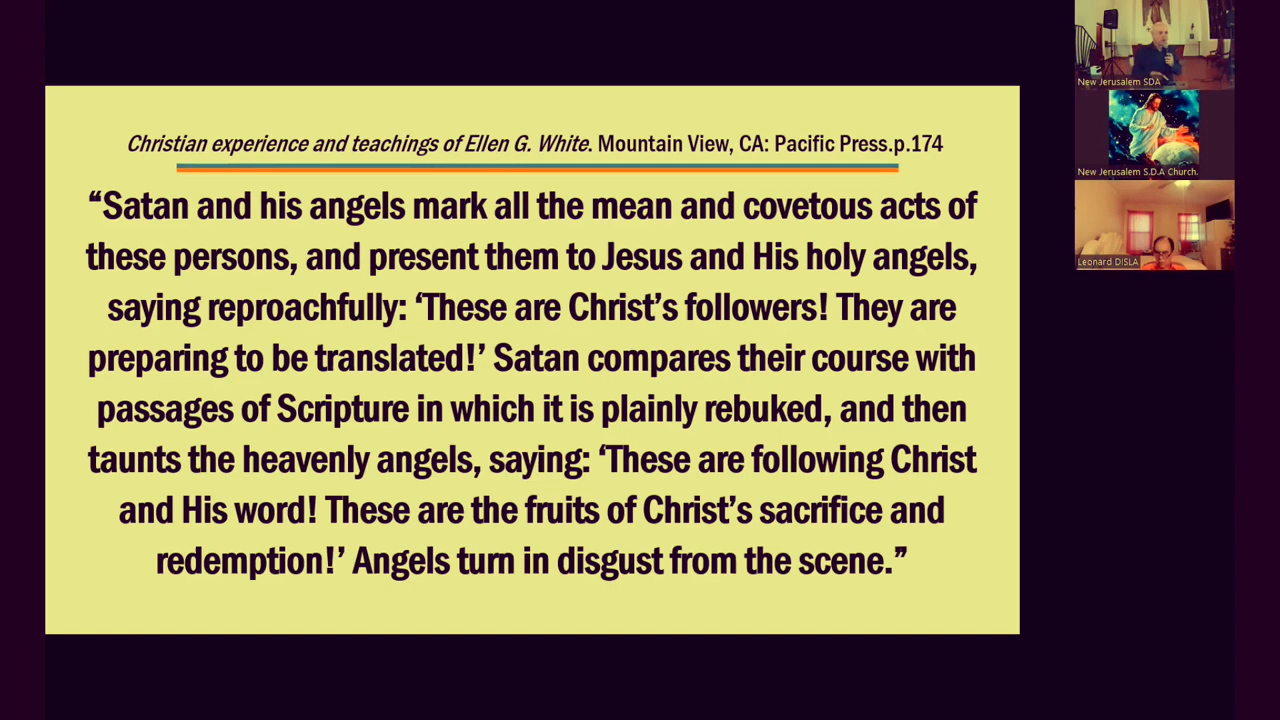 Christian experience and teachings of Ellen G. White. Mountain View, CA: Pacific Press.p.174
“Satan and his angels mark all the mean and covetous acts of
these persons, and present them to Jesus and His holy angels,
saying reproachfully: ‘These are Christ’s followers! They are
preparing to be translated!’ Satan compares their course with
passages of Scripture in which it is plainly rebuked, and then
taunts the heavenly angels, saying: ‘These are following Christ
and His word! These are the fruits of Christ’s sacrifice and
redemption!’ Angels turn in disgust from the scene.”
New Jerusalem SDA
New Jerusalem S.D.A Church.
Leonard DISLA